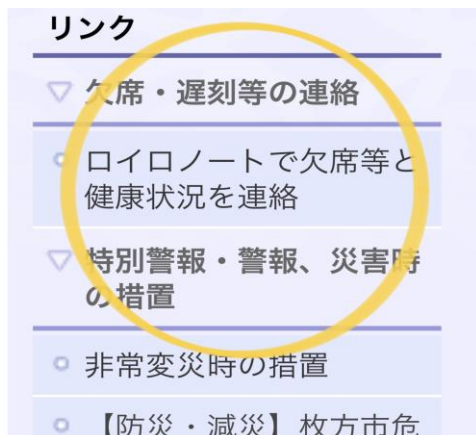 リンク
欠席・遅刻等の連絡
ロイロノートで欠席等と
健康状況を連絡
特別警報・警報、災害時
の措置
非常変災時の措置
【防災・減災】枚方市危